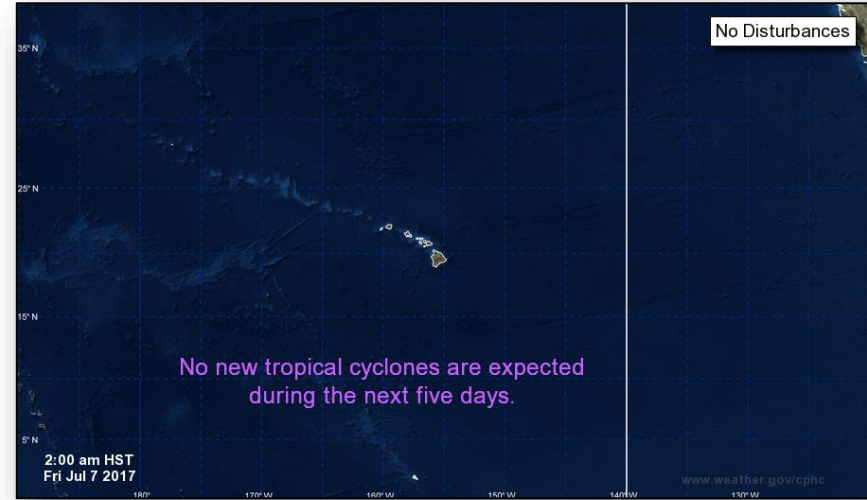 No Disturbances
35° N
25° N
15° N
No new tropical cyclones are expected
during the next five days.
5° N
2:00 am HST
Fri Jul 7 2017
www.weather.gov/cphc
180°
170° W
160° W
150° W
140° W
130° W